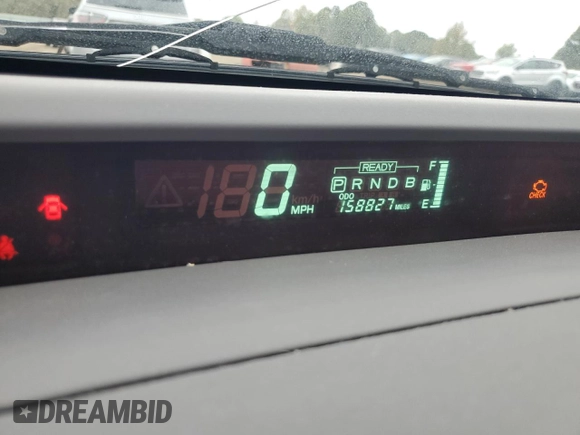 READY
F
P R N D B
0 MPH
ODO
158827 MILES
E
CHECK
DREAMBID